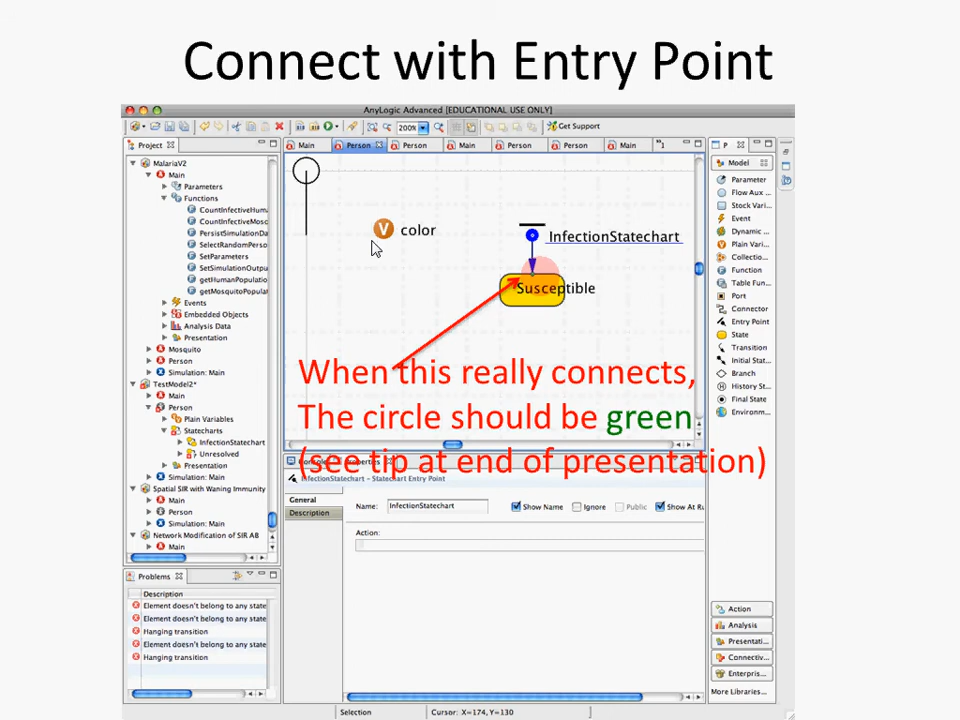 Connect with Entry Point
AnyLogic Advanced [EDUCATIONAL USE ONLY]
200%
Get Support
Project
Main
Person
Person
Main
Person
Person
Main
P
MalariaV2
Main
Parameters
Functions
CountInfectiveHuma
CountInfectiveMosq
PersistSimulationDa
SelectRandomPerso
SetParameters
SetSimulationOutpu
getHumanPopulatio
getMosquitoPopula
Events
Embedded Objects
Analysis Data
Presentation
Mosquito
Person
Simulation: Main
TestModel2*
Main
Person
Plain Variables
Statecharts
InfectionStatechart
Unresolved
Presentation
Simulation: Main
Spatial SIR with Waning Immunity
Main
Person
Simulation: Main
Network Modification of SIR AB
Main
color
InfectionStatechart
Susceptible
When this really connects,
The circle should be green
(see tip at end of presentation)
Model
Parameter
Flow Aux ...
Stock Vari...
Event
Dynamic ...
Plain Vari...
Collectio...
Function
Table Fun...
Port
Connector
Entry Point
State
Transition
Initial Stat...
Branch
History St...
Final State
Environm...
InfectionStatechart - Statechart Entry Point
General
Description
Name:
InfectionStatechart
Show Name
Ignore
Public
Show At Ru
Action:
Problems
Description
Element doesn't belong to any state
Element doesn't belong to any state
Hanging transition
Element doesn't belong to any state
Hanging transition
Action
Analysis
Presentati...
Connectiv...
Enterpris...
More Libraries...
Selection
Cursor: X=174, Y=130